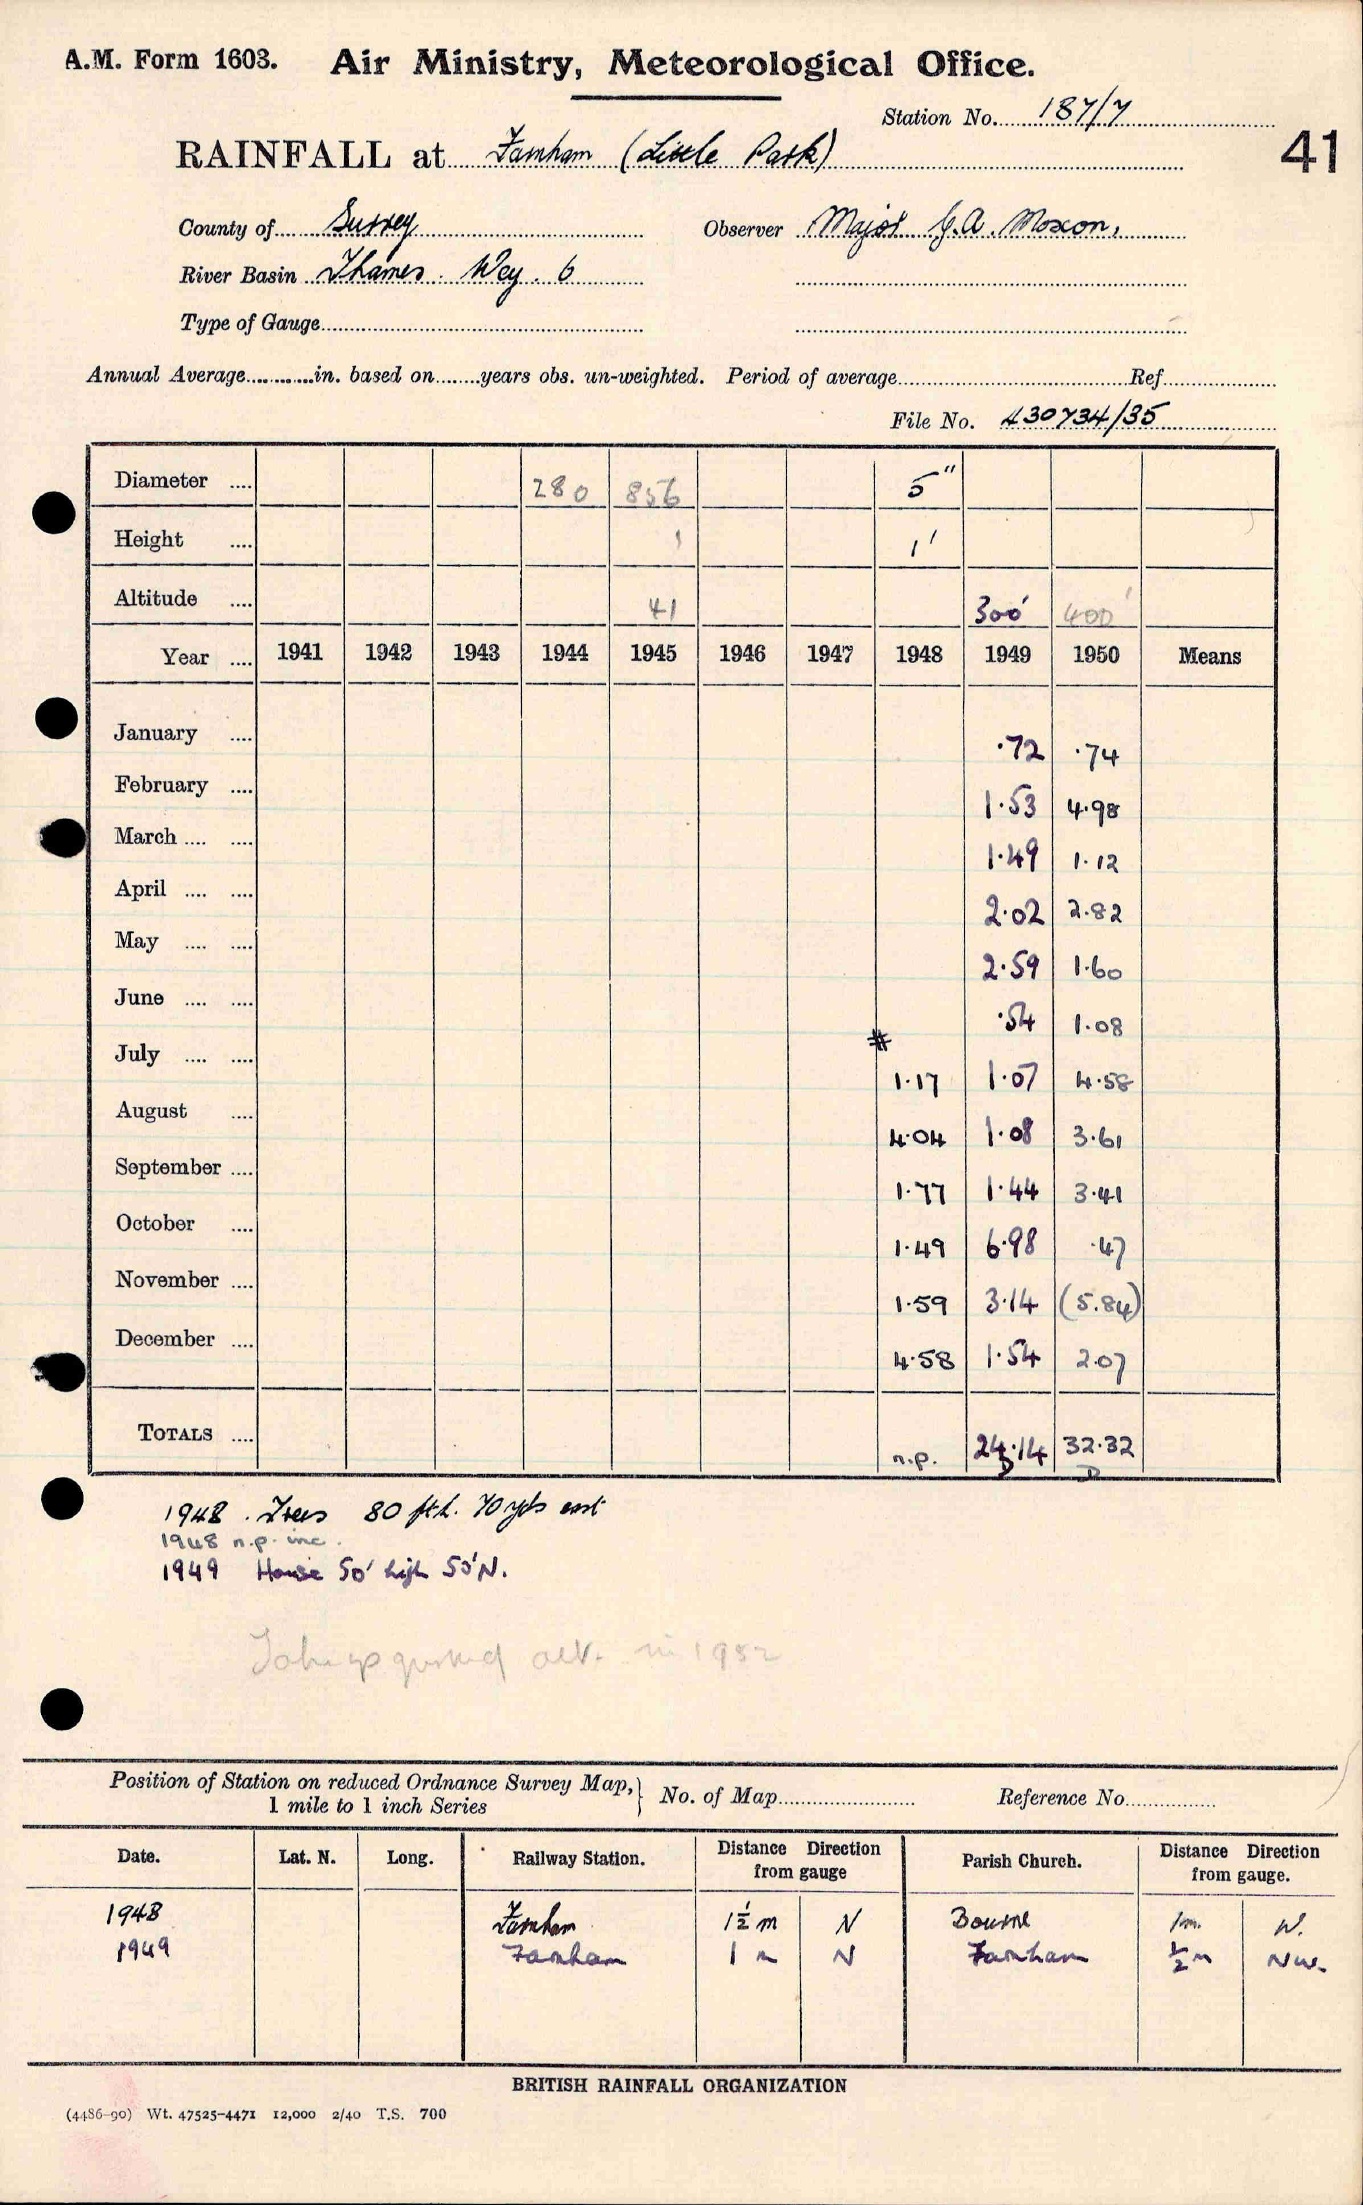 A.M. Form 1603. Air Ministry, Meteorological Office.
Station No. 187/7
RAINFALL at Farnham (Little Park)
41
County of Surrey Observer Major G.A. Moxon,
River Basin Thames. Wey. 6
Type of Gauge
Annual Average in. based on years obs. un-weighted. Period of average Ref
File No. A30734/35
Diameter 280 856 5"
Height 1 1'
Altitude 41 300' 400'
Year 1941 1942 1943 1944 1945 1946 1947 1948 1949 1950 Means
January ·72 ·74
February 1·53 4·98
March 1·49 1·12
April 2·02 2·82
May 2·59 1·60
June ·54 1·08
#
July 1·17 1·07 4·58
August 4·04 1·08 3·61
September 1·77 1·44 3·41
October 1·49 6·98 ·47
November 1·59 3·14 (5.84)
December 4·58 1·54 2·07
TOTALS n.p. 24·14 32·32
D D
1948 . Trees 80 ft h. 70 yds east
1948 n.p. inc.
1949 House 50' high 50' N.
alt. in 1952
Position of Station on reduced Ordnance Survey Map, 1 mile to 1 inch Series } No. of Map Reference No.
Date. Lat. N. Long. Railway Station. Distance Direction from gauge Parish Church. Distance Direction from gauge.
1948 Farnham 1½ m N Bourne 1m. W.
1949 Farnham 1 m N Farnham ½ m NW.
BRITISH RAINFALL ORGANIZATION
(4486-90) Wt. 47525-4471 12,000 2/40 T.S. 700